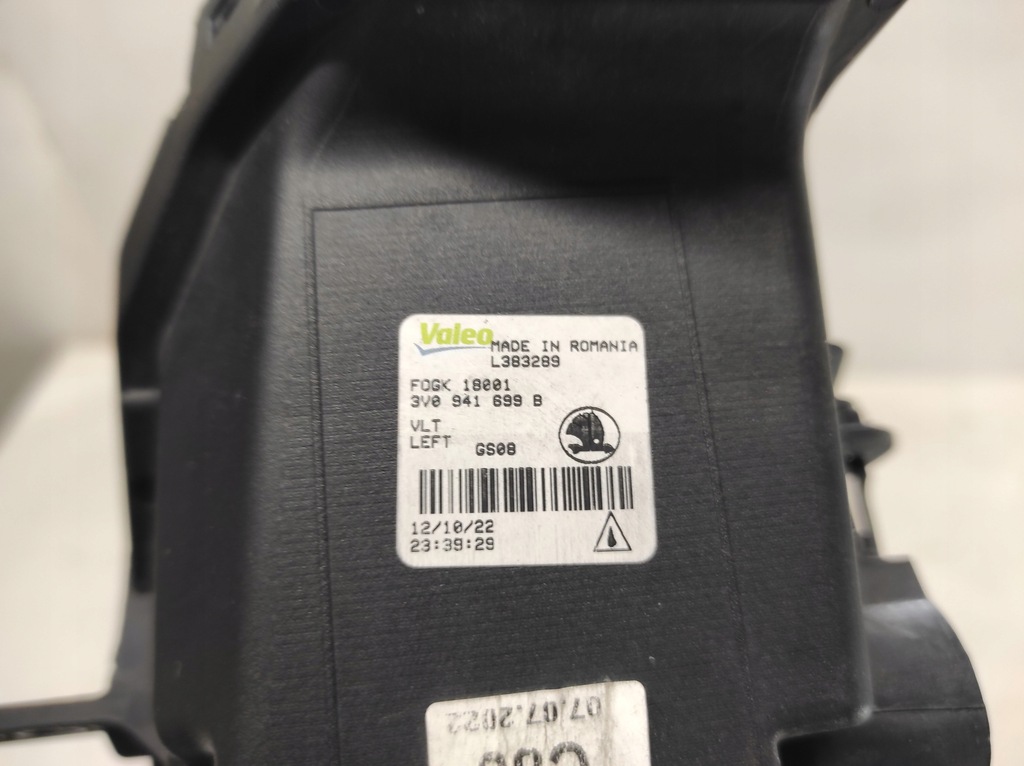 Valeo
MADE IN ROMANIA
L383289
FOGK 18001
3V0 941 699 B
VLT
LEFT GS08
12/10/22
23:39:29
07.07.2022